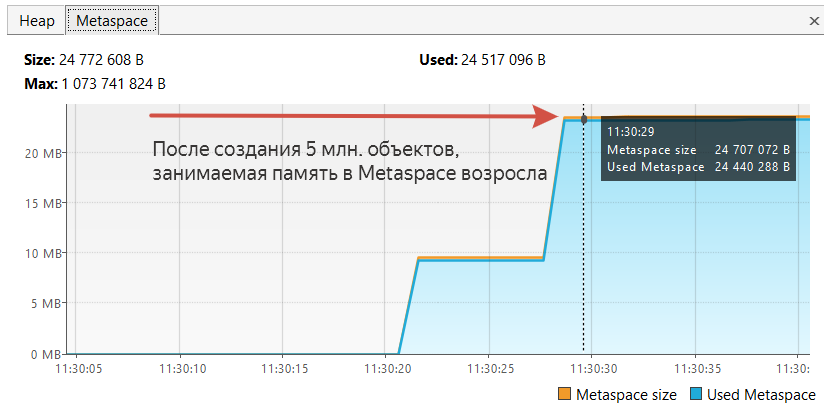 Heap Metaspace
Size: 24 772 608 B Used: 24 517 096 B
Max: 1 073 741 824 B
11:30:29
Metaspace size 24 707 072 B
Used Metaspace 24 440 288 B
После создания 5 млн. объектов,
занимаемая память в Metaspace возросла
20 MB
15 MB
10 MB
5 MB
0 MB
11:30:05 11:30:10 11:30:15 11:30:20 11:30:25 11:30:30 11:30:35 11:30:
Metaspace size Used Metaspace